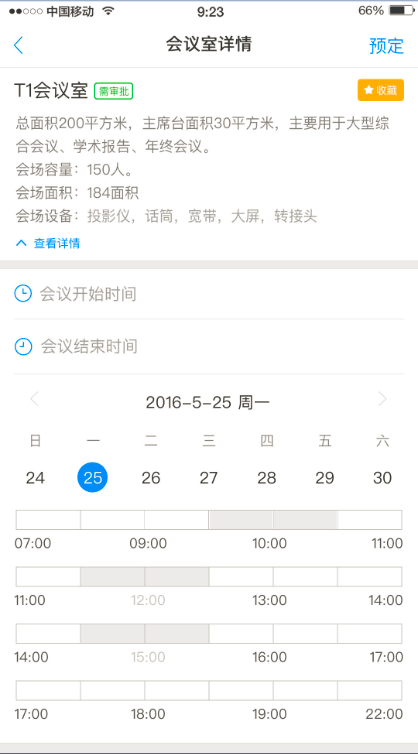 中国移动 9:23 66%
会议室详情 预定
T1会议室 需审批 收藏
总面积200平方米，主席台面积30平方米，主要用于大型综
合会议、学术报告、年终会议。
会场容量：150人。
会场面积：184面积
会场设备：投影仪，话筒，宽带，大屏，转接头
查看详情
会议开始时间
会议结束时间
2016-5-25 周一
日 一 二 三 四 五 六
24 25 26 27 28 29 30
07:00 09:00 10:00 11:00
11:00 12:00 13:00 14:00
14:00 15:00 16:00 17:00
17:00 18:00 19:00 22:00